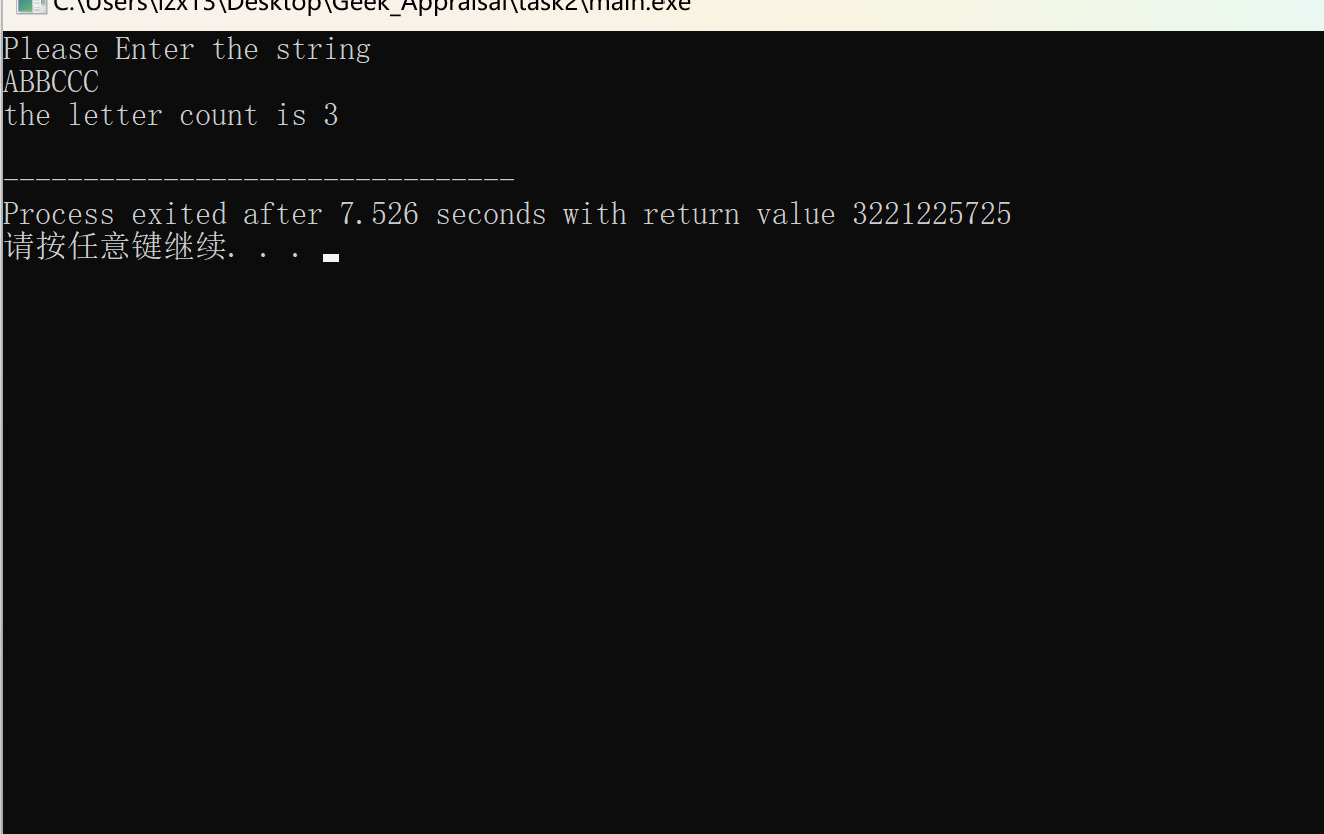 C:\Users\lzx13\Desktop\Geek_Appraisal\task2\main.exe
Please Enter the string
ABBCCC
the letter count is 3
--------------------------------
Process exited after 7.526 seconds with return value 3221225725
请按任意键继续. . .